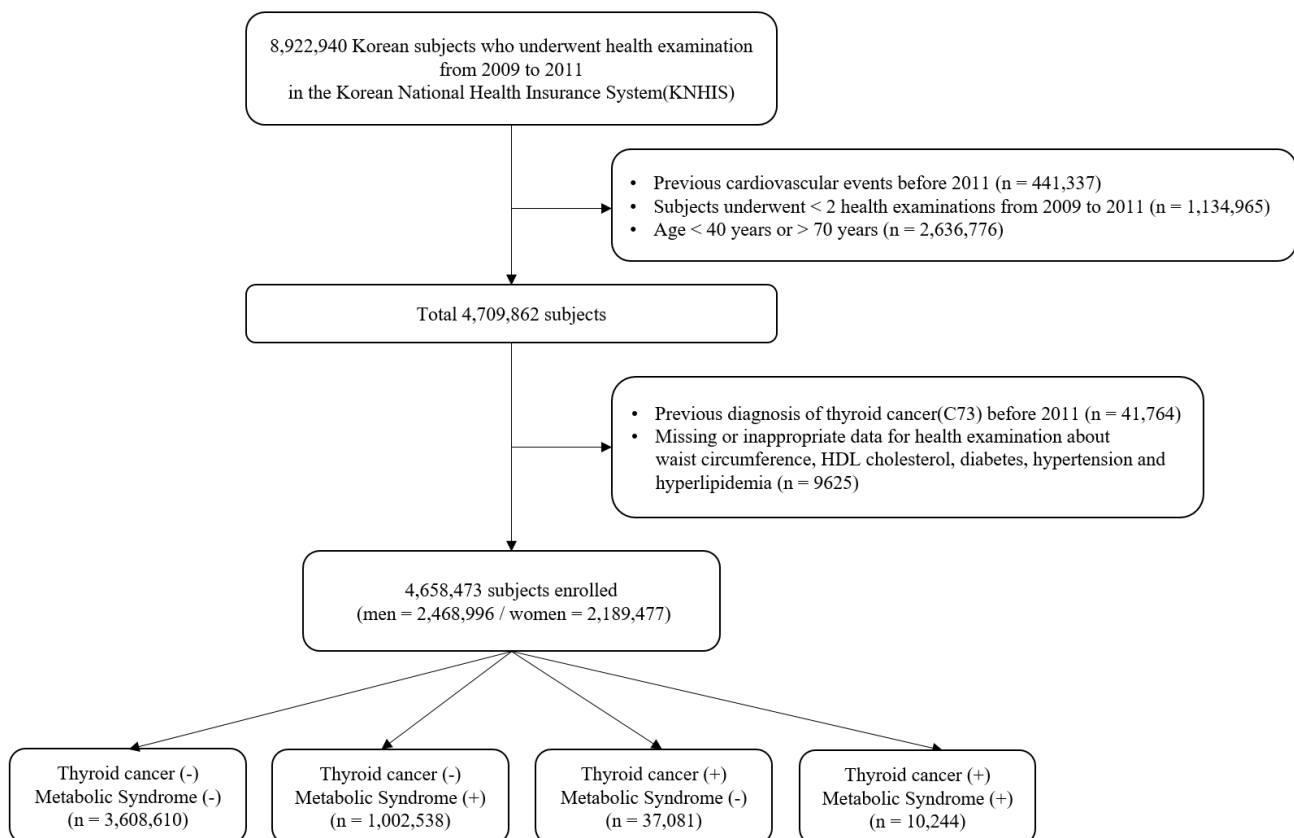 8,922,940 Korean subjects who underwent health examination
from 2009 to 2011
in the Korean National Health Insurance System(KNHIS)
• Previous cardiovascular events before 2011 (n = 441,337)
• Subjects underwent < 2 health examinations from 2009 to 2011 (n = 1,134,965)
• Age < 40 years or > 70 years (n = 2,636,776)
Total 4,709,862 subjects
• Previous diagnosis of thyroid cancer(C73) before 2011 (n = 41,764)
• Missing or inappropriate data for health examination about
waist circumference, HDL cholesterol, diabetes, hypertension and
hyperlipidemia (n = 9625)
4,658,473 subjects enrolled
(men = 2,468,996 / women = 2,189,477)
Thyroid cancer (-)
Metabolic Syndrome (-)
(n = 3,608,610)
Thyroid cancer (-)
Metabolic Syndrome (+)
(n = 1,002,538)
Thyroid cancer (+)
Metabolic Syndrome (-)
(n = 37,081)
Thyroid cancer (+)
Metabolic Syndrome (+)
(n = 10,244)